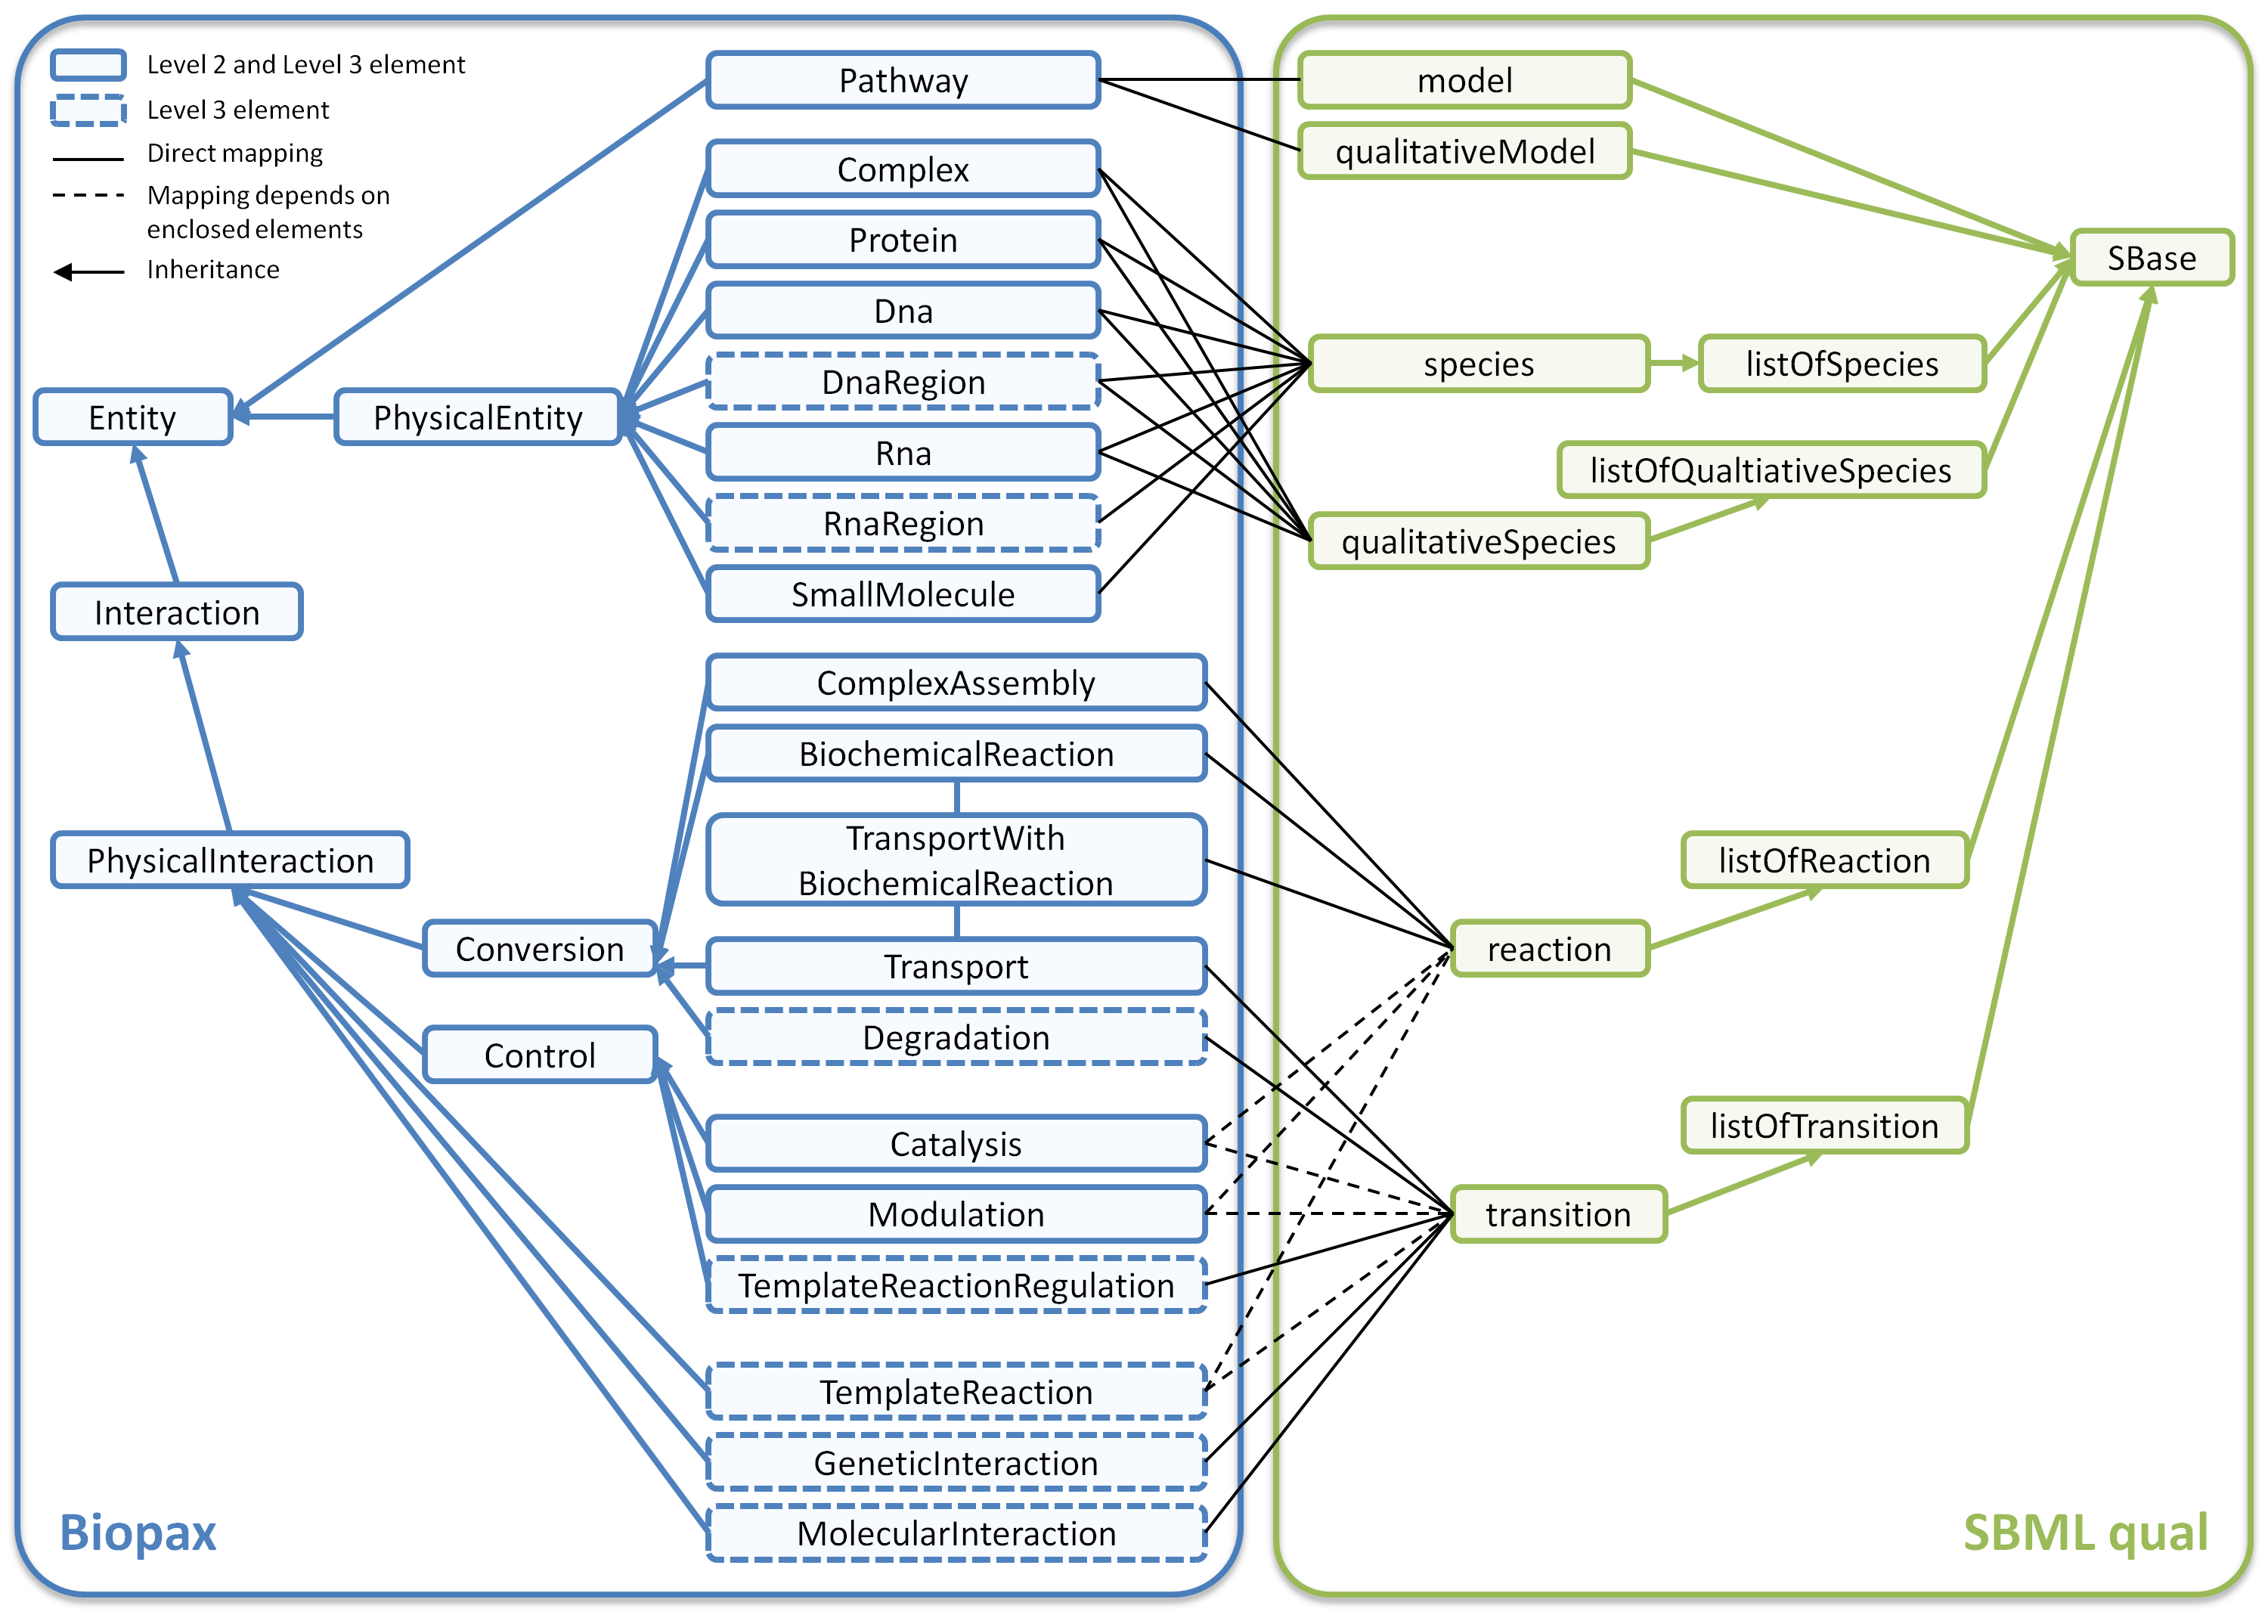 Level 2 and Level 3 element
Level 3 element
Direct mapping
Mapping depends on
enclosed elements
Inheritance
Pathway
Complex
Protein
Dna
DnaRegion
Rna
RnaRegion
SmallMolecule
Entity
PhysicalEntity
Interaction
PhysicalInteraction
Conversion
Control
ComplexAssembly
BiochemicalReaction
TransportWith
BiochemicalReaction
Transport
Degradation
Catalysis
Modulation
TemplateReactionRegulation
TemplateReaction
GeneticInteraction
MolecularInteraction
Biopax
model
qualitativeModel
SBase
species
listOfSpecies
listOfQualtiativeSpecies
qualitativeSpecies
listOfReaction
reaction
listOfTransition
transition
SBML qual